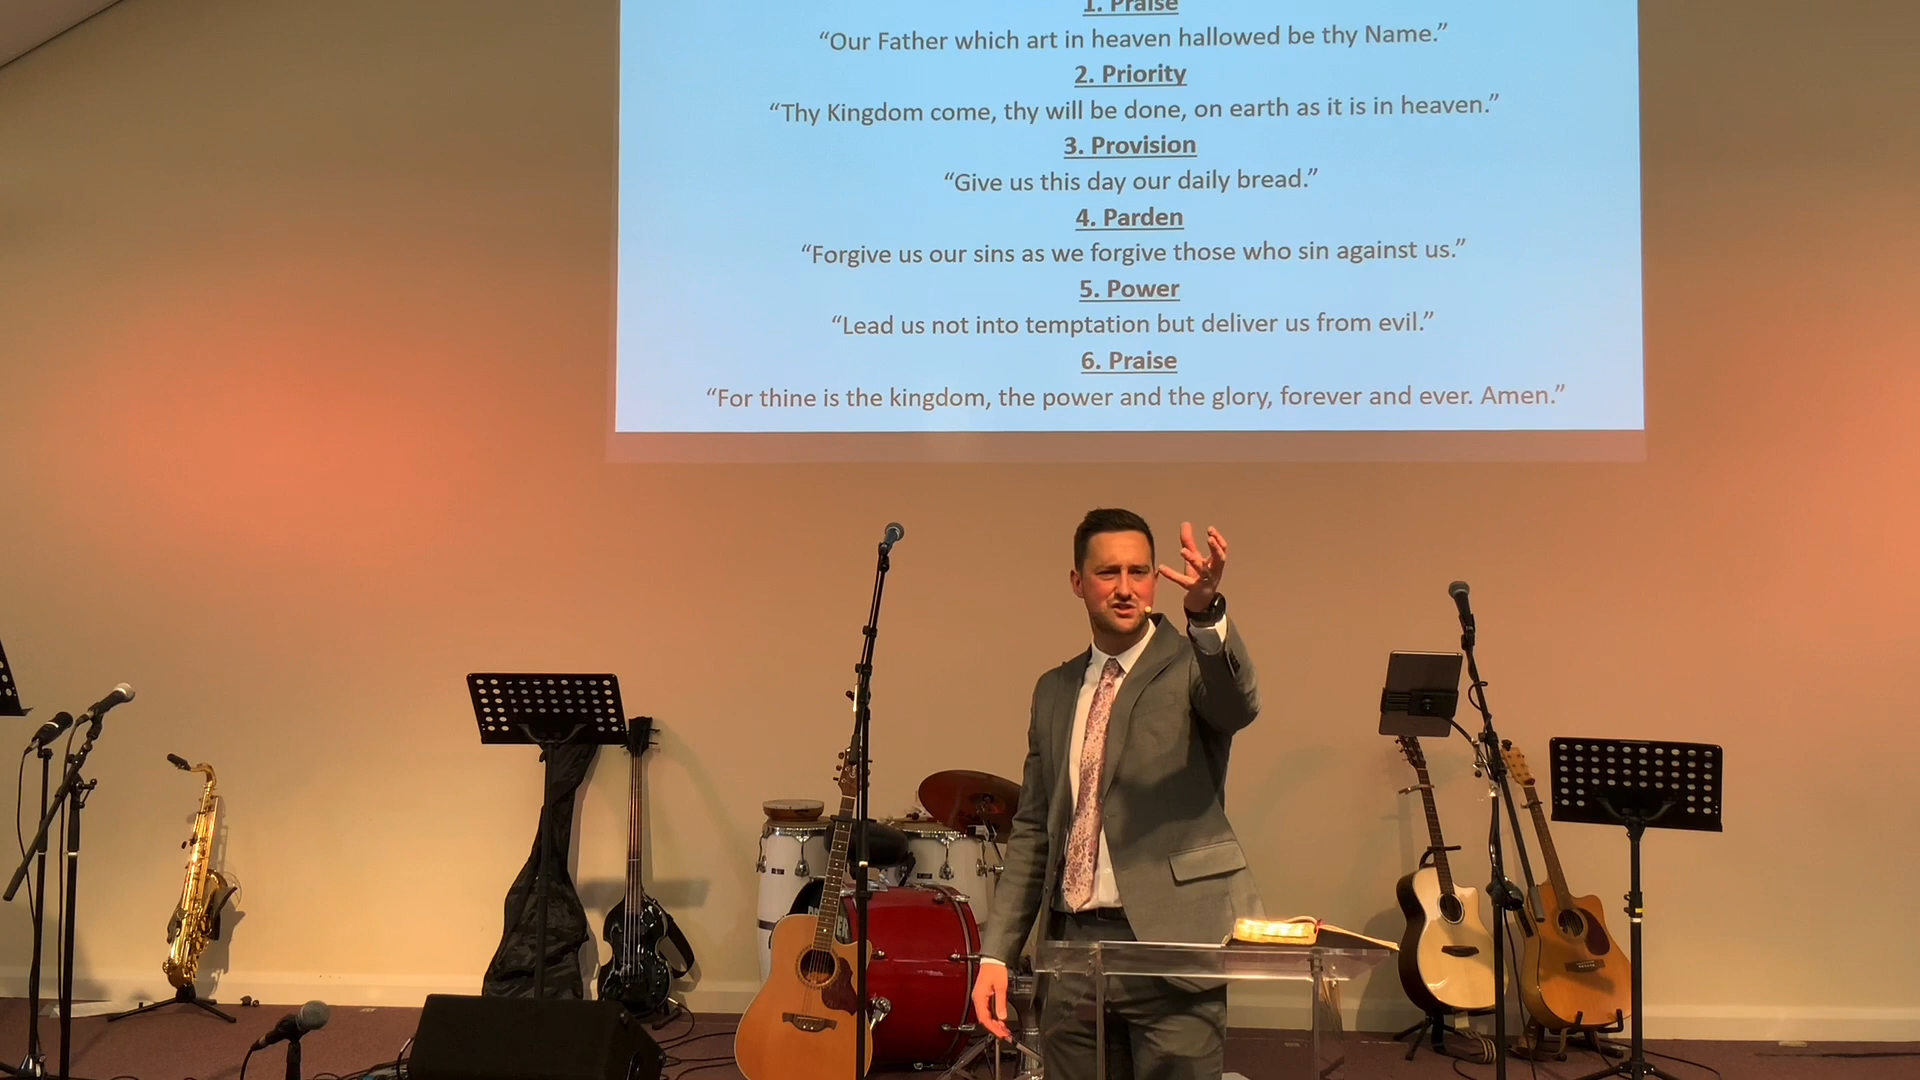 1. Praise
“Our Father which art in heaven hallowed be thy Name.”
2. Priority
“Thy Kingdom come, thy will be done, on earth as it is in heaven.”
3. Provision
“Give us this day our daily bread.”
4. Parden
“Forgive us our sins as we forgive those who sin against us.”
5. Power
“Lead us not into temptation but deliver us from evil.”
6. Praise
“For thine is the kingdom, the power and the glory, forever and ever. Amen.”